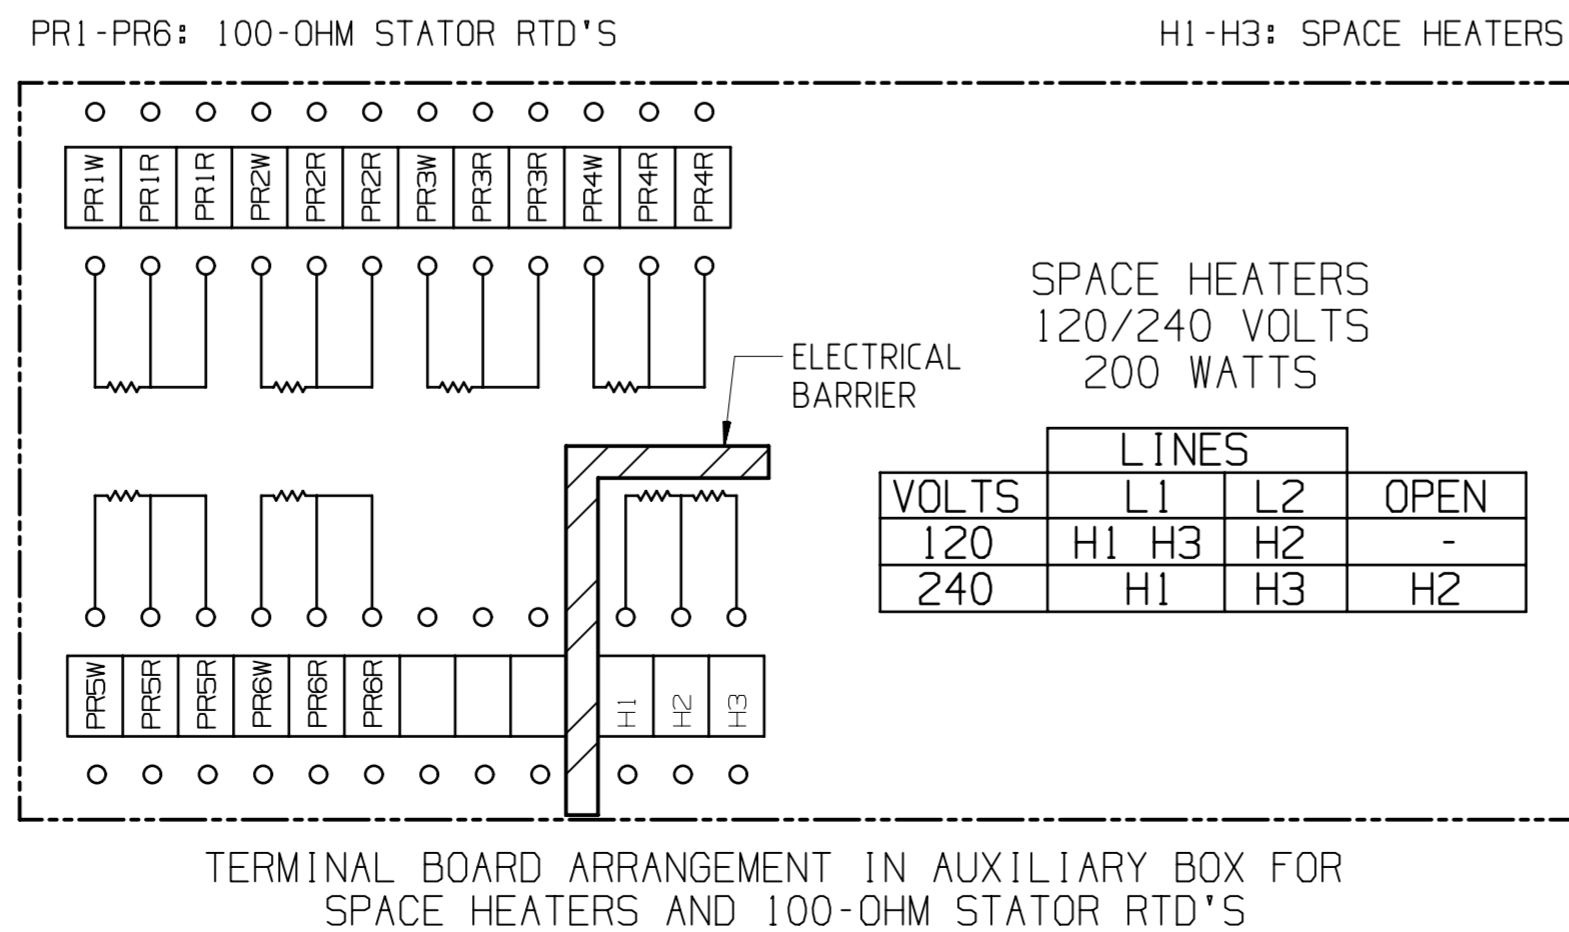 PR1-PR6: 100-OHM STATOR RTD'S
H1-H3: SPACE HEATERS
PR1W PR1R PR1R PR2W PR2R PR2R PR3W PR3R PR3R PR4W PR4R PR4R
SPACE HEATERS
120/240 VOLTS
200 WATTS
ELECTRICAL
BARRIER
LINES
VOLTS L1 L2 OPEN
120 H1 H3 H2 -
240 H1 H3 H2
PR5W PR5R PR5R PR6W PR6R PR6R H1 H2 H3
TERMINAL BOARD ARRANGEMENT IN AUXILIARY BOX FOR
SPACE HEATERS AND 100-OHM STATOR RTD'S